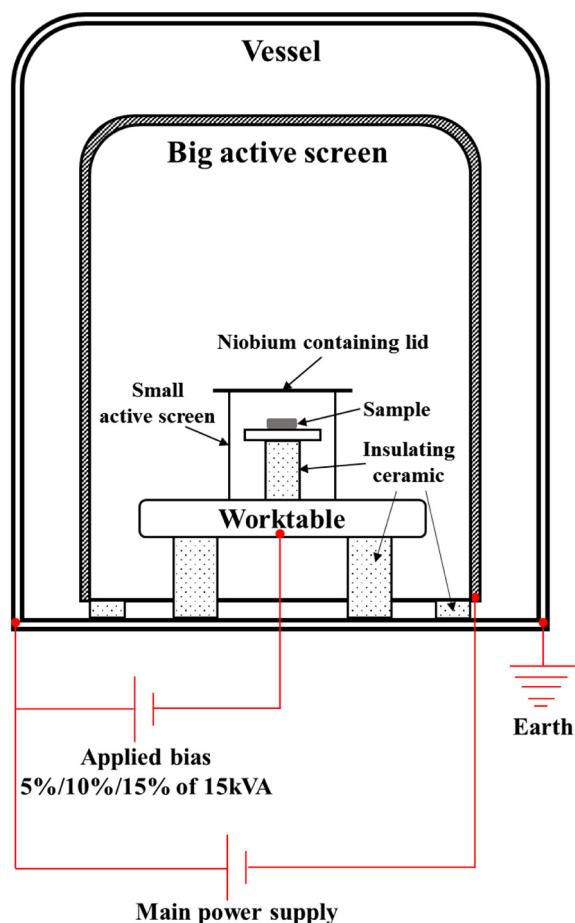 Vessel
Big active screen
Niobium containing lid
Small
active screen
Sample
Insulating
ceramic
Worktable
Earth
Applied bias
5%/10%/15% of 15kVA
Main power supply